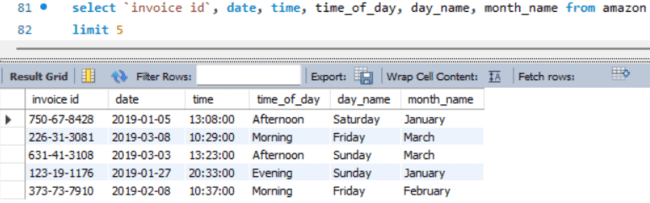 81 select `invoice id`, date, time, time_of_day, day_name, month_name from amazon
82 limit 5
Result Grid Filter Rows: Export: Wrap Cell Content: Fetch rows:
invoice id date time time_of_day day_name month_name
750-67-8428 2019-01-05 13:08:00 Afternoon Saturday January
226-31-3081 2019-03-08 10:29:00 Morning Friday March
631-41-3108 2019-03-03 13:23:00 Afternoon Sunday March
123-19-1176 2019-01-27 20:33:00 Evening Sunday January
373-73-7910 2019-02-08 10:37:00 Morning Friday February